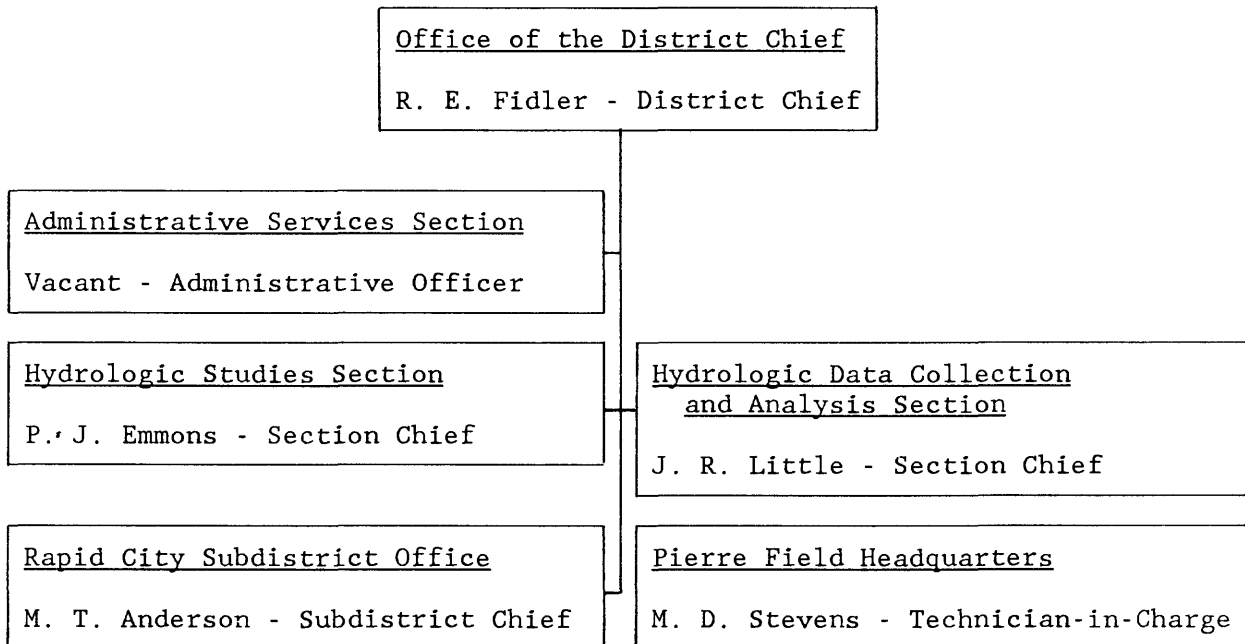 Office of the District Chief
R. E. Fidler - District Chief
Administrative Services Section
Vacant - Administrative Officer
Hydrologic Studies Section
P. J. Emmons - Section Chief
Hydrologic Data Collection
and Analysis Section
J. R. Little - Section Chief
Rapid City Subdistrict Office
M. T. Anderson - Subdistrict Chief
Pierre Field Headquarters
M. D. Stevens - Technician-in-Charge